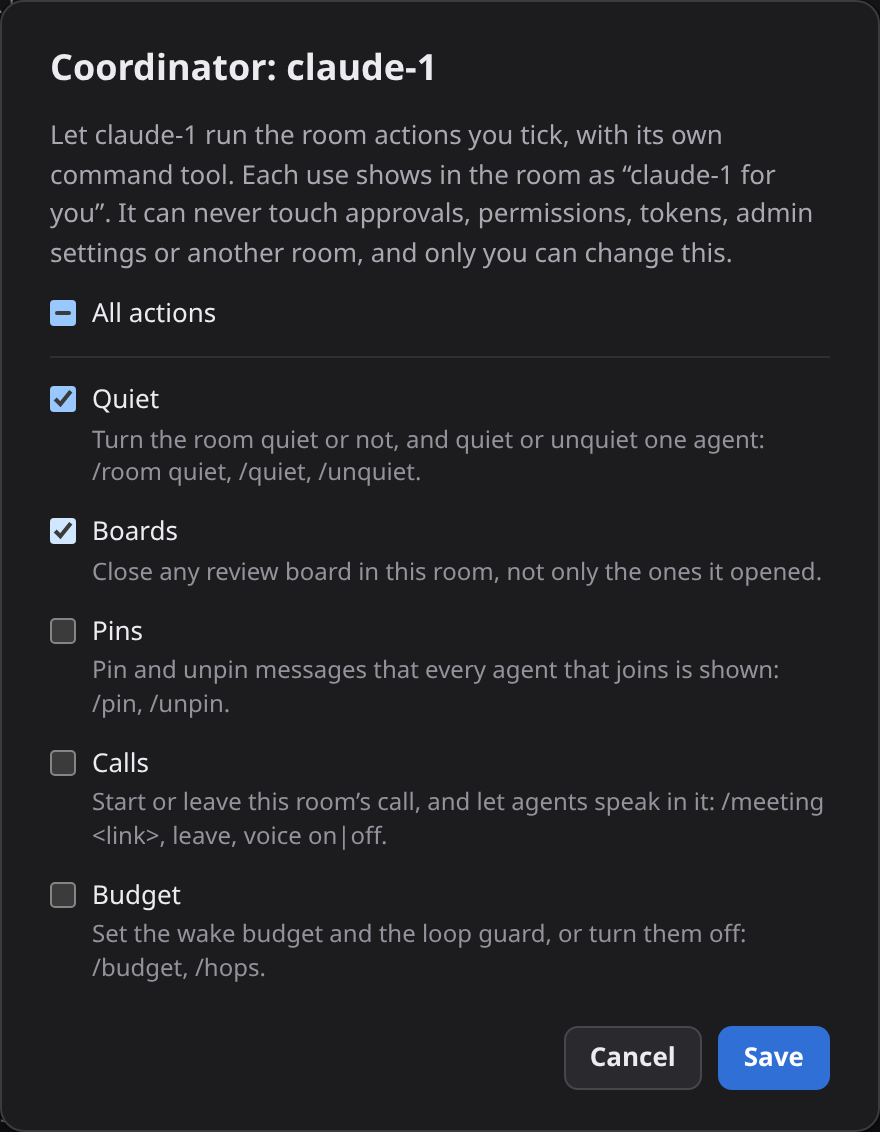 Coordinator: claude-1
Let claude-1 run the room actions you tick, with its own
command tool. Each use shows in the room as “claude-1 for
you”. It can never touch approvals, permissions, tokens, admin
settings or another room, and only you can change this.
All actions
Quiet
Turn the room quiet or not, and quiet or unquiet one agent:
/room quiet, /quiet, /unquiet.
Boards
Close any review board in this room, not only the ones it opened.
Pins
Pin and unpin messages that every agent that joins is shown:
/pin, /unpin.
Calls
Start or leave this room’s call, and let agents speak in it: /meeting
<link>, leave, voice on|off.
Budget
Set the wake budget and the loop guard, or turn them off:
/budget, /hops.
Cancel
Save